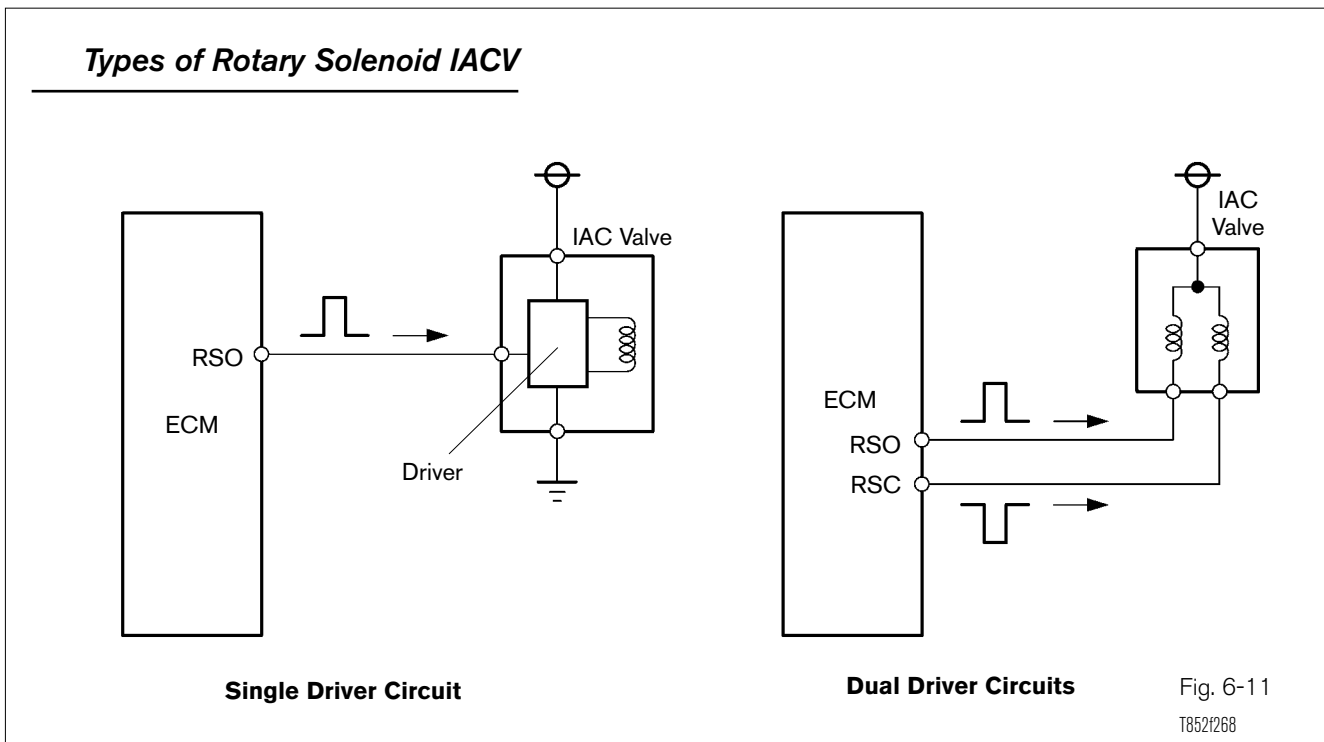 Types of Rotary Solenoid IACV
IAC Valve
RSO
ECM
Driver
Single Driver Circuit
IAC
Valve
ECM
RSO
RSC
Dual Driver Circuits
Fig. 6-11
T852f268